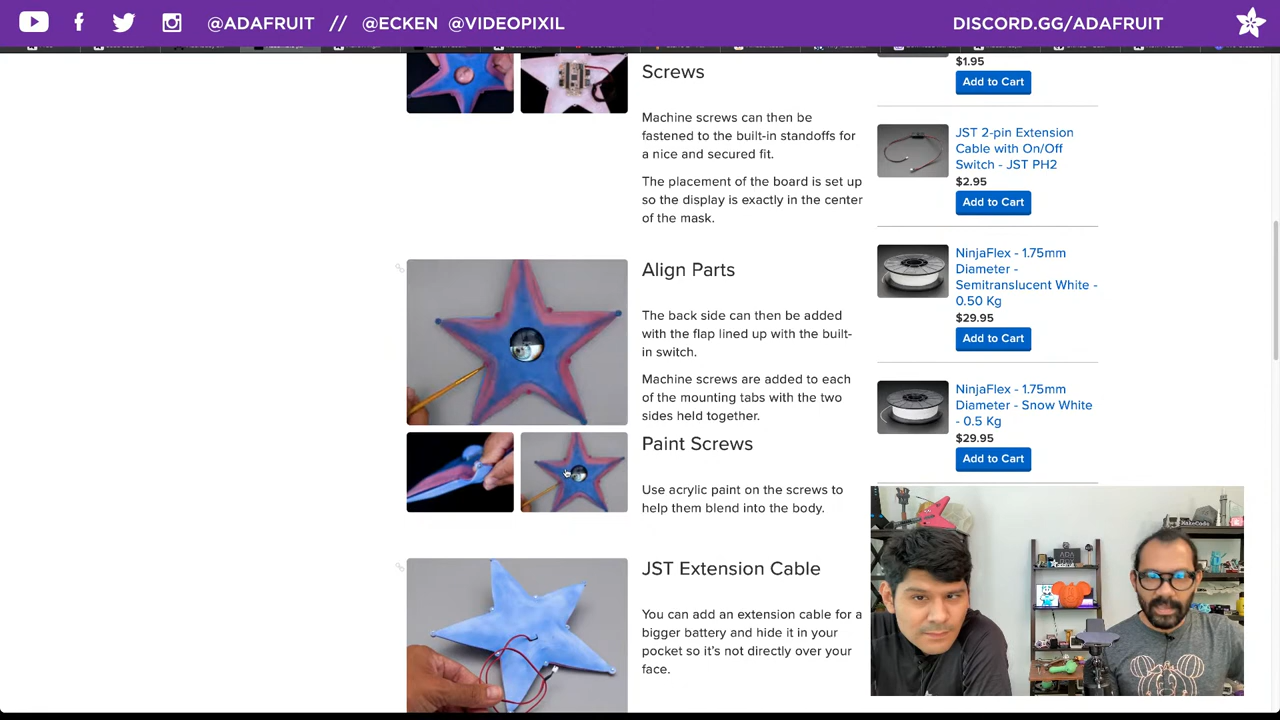 @ADAFRUIT // @ECKEN @VIDEOPIXIL
DISCORD.GG/ADAFRUIT
Screws
Machine screws can then be
fastened to the built-in standoffs for
a nice and secured fit.
The placement of the board is set up
so the display is exactly in the center
of the mask.
Align Parts
The back side can then be added
with the flap lined up with the built-
in switch.
Machine screws are added to each
of the mounting tabs with the two
sides held together.
Paint Screws
Use acrylic paint on the screws to
help them blend into the body.
JST Extension Cable
You can add an extension cable for a
bigger battery and hide it in your
pocket so it's not directly over your
face.
$1.95
Add to Cart
JST 2-pin Extension
Cable with On/Off
Switch - JST PH2
$2.95
Add to Cart
NinjaFlex - 1.75mm
Diameter -
Semitranslucent White -
0.50 Kg
$29.95
Add to Cart
NinjaFlex - 1.75mm
Diameter - Snow White
- 0.5 Kg
$29.95
Add to Cart